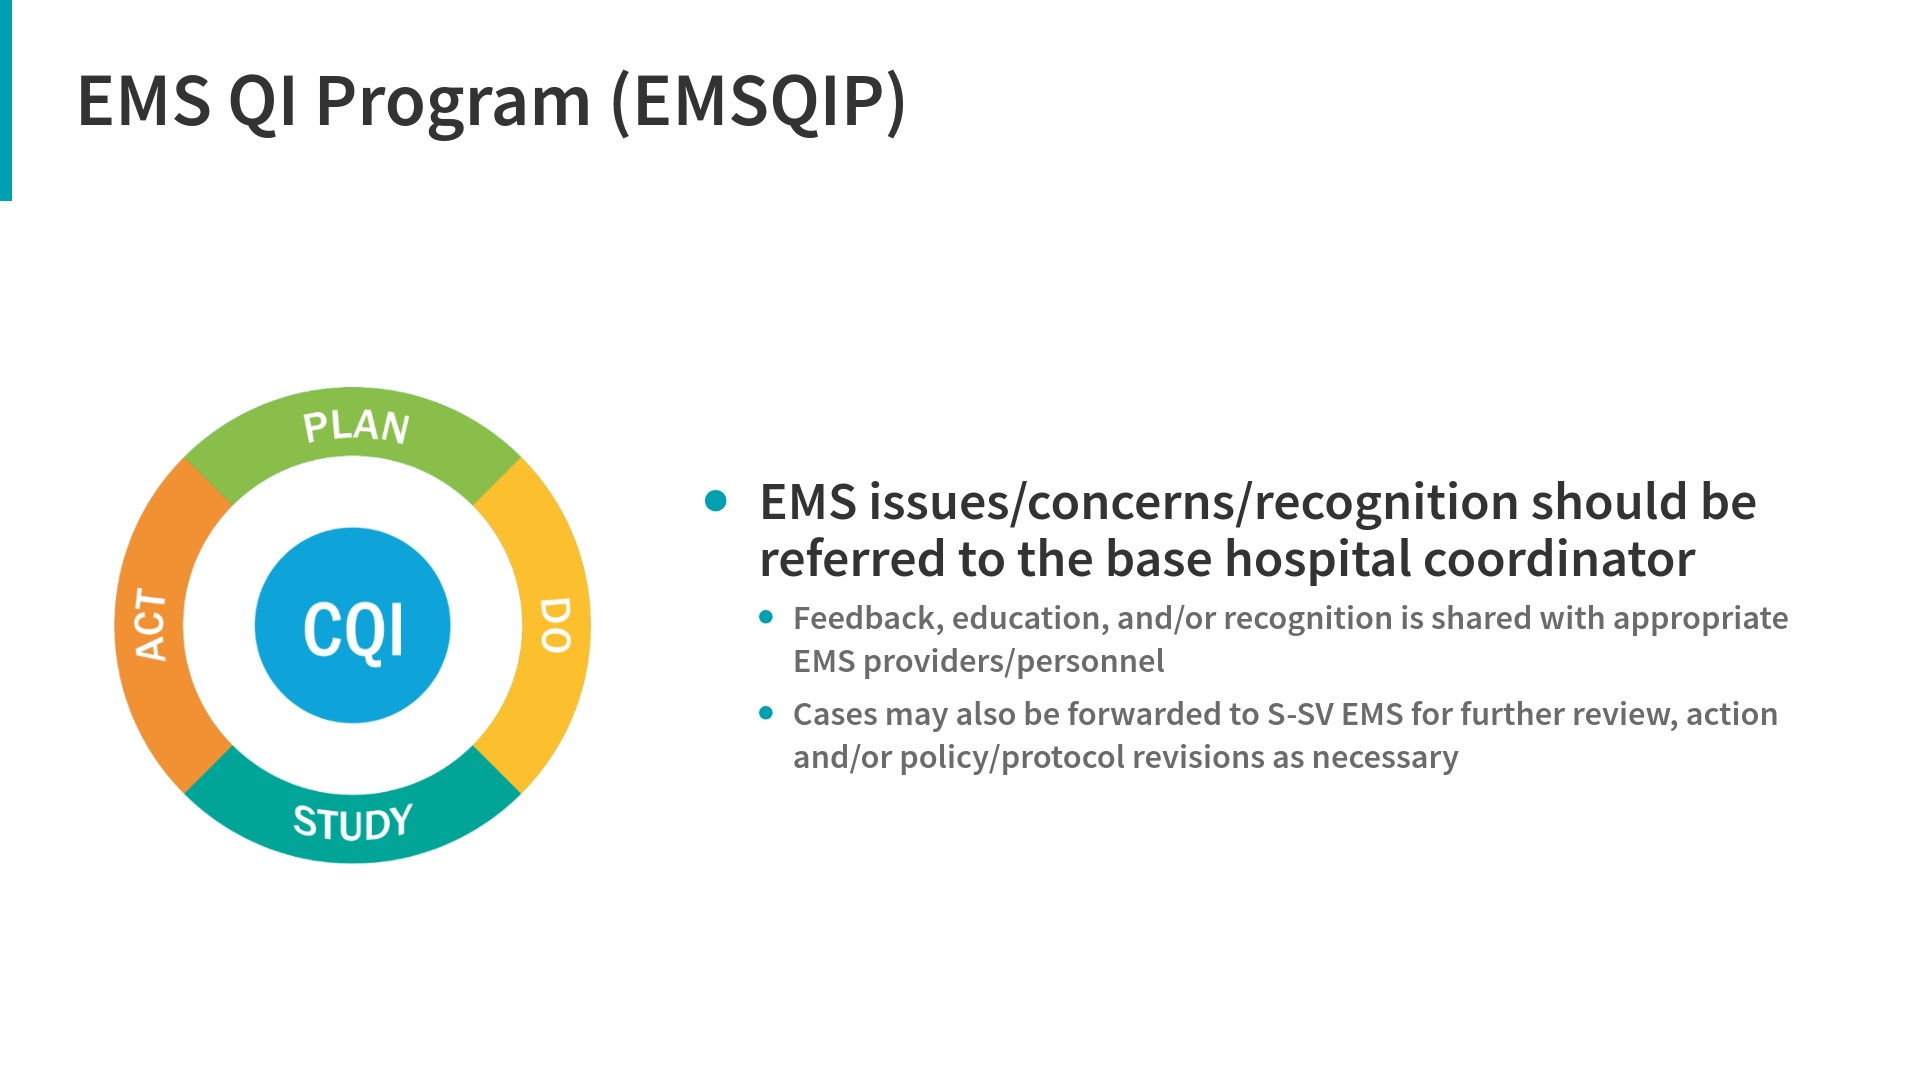 EMS QI Program (EMSQIP)
PLAN
DO
STUDY
ACT
CQI
• EMS issues/concerns/recognition should be
referred to the base hospital coordinator
• Feedback, education, and/or recognition is shared with appropriate
EMS providers/personnel
• Cases may also be forwarded to S-SV EMS for further review, action
and/or policy/protocol revisions as necessary